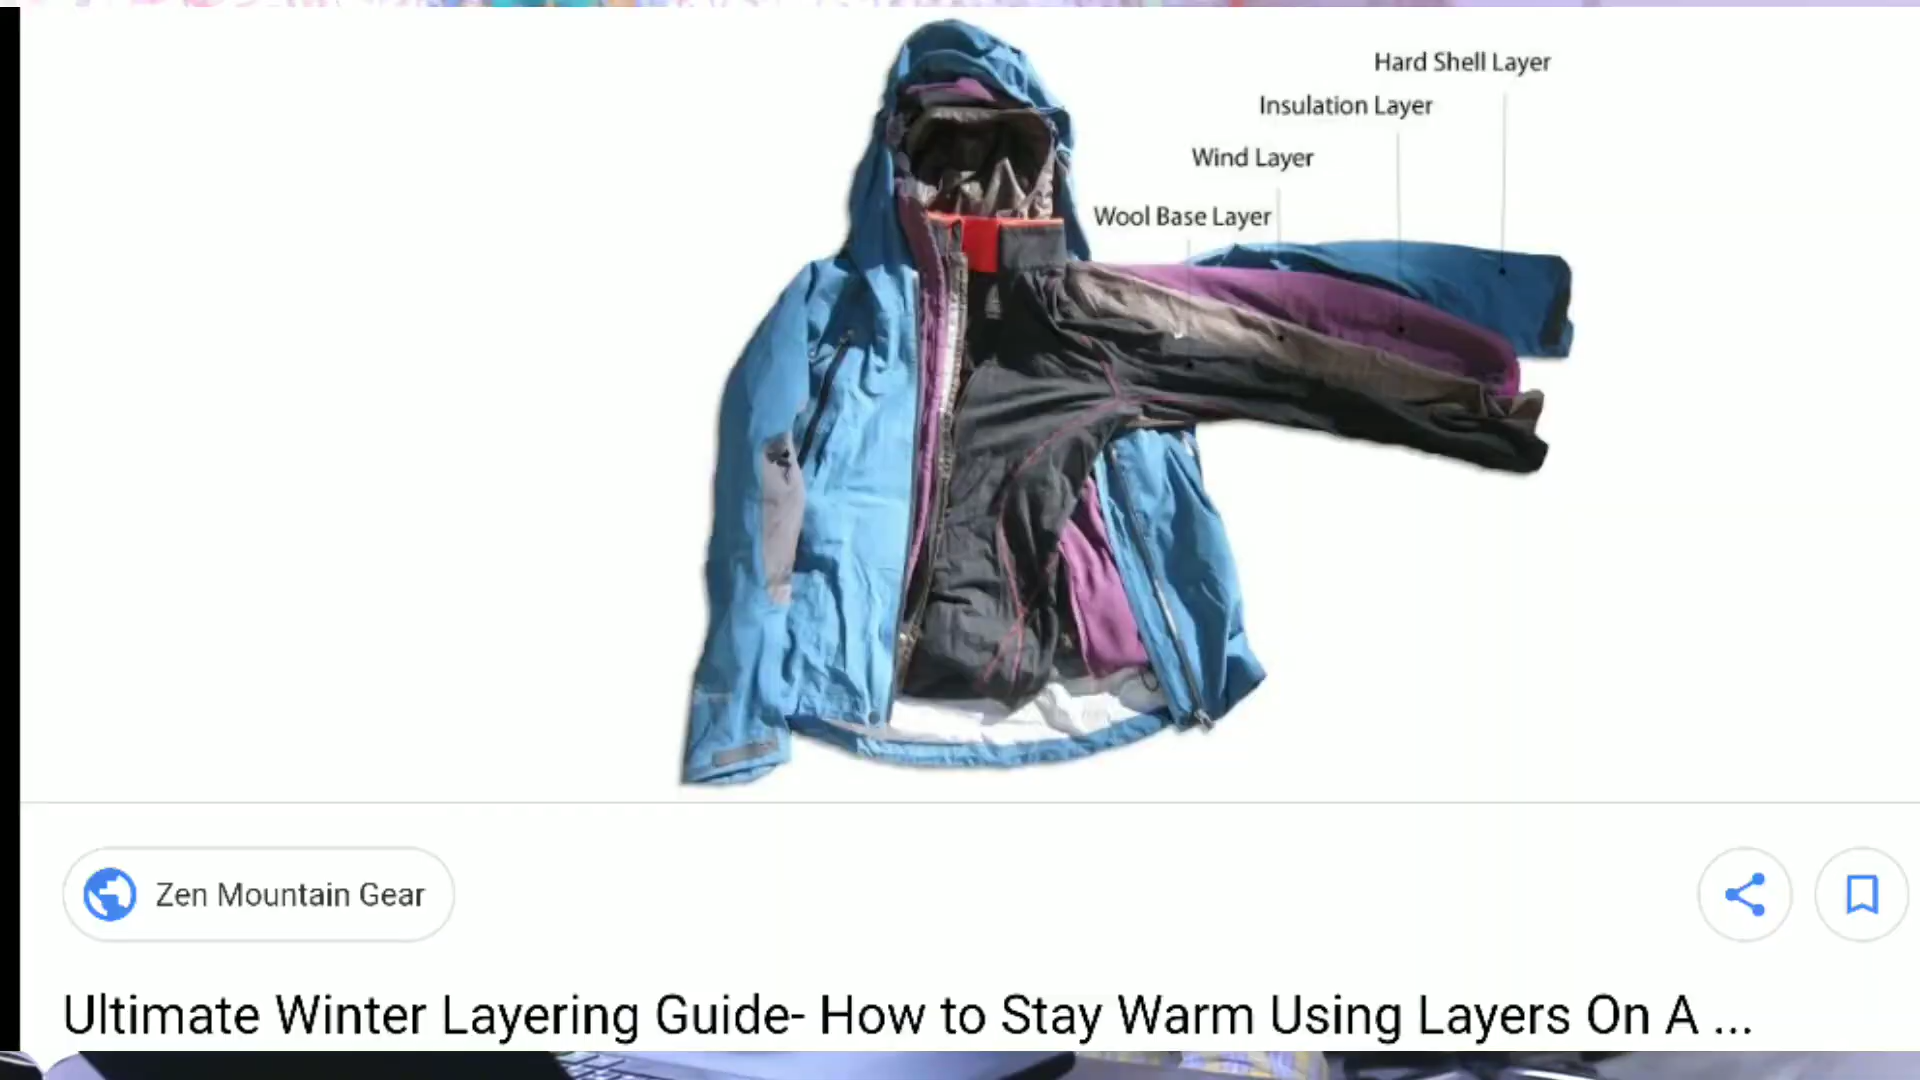 Hard Shell Layer
Insulation Layer
Wind Layer
Wool Base Layer
Zen Mountain Gear
Ultimate Winter Layering Guide- How to Stay Warm Using Layers On A ...